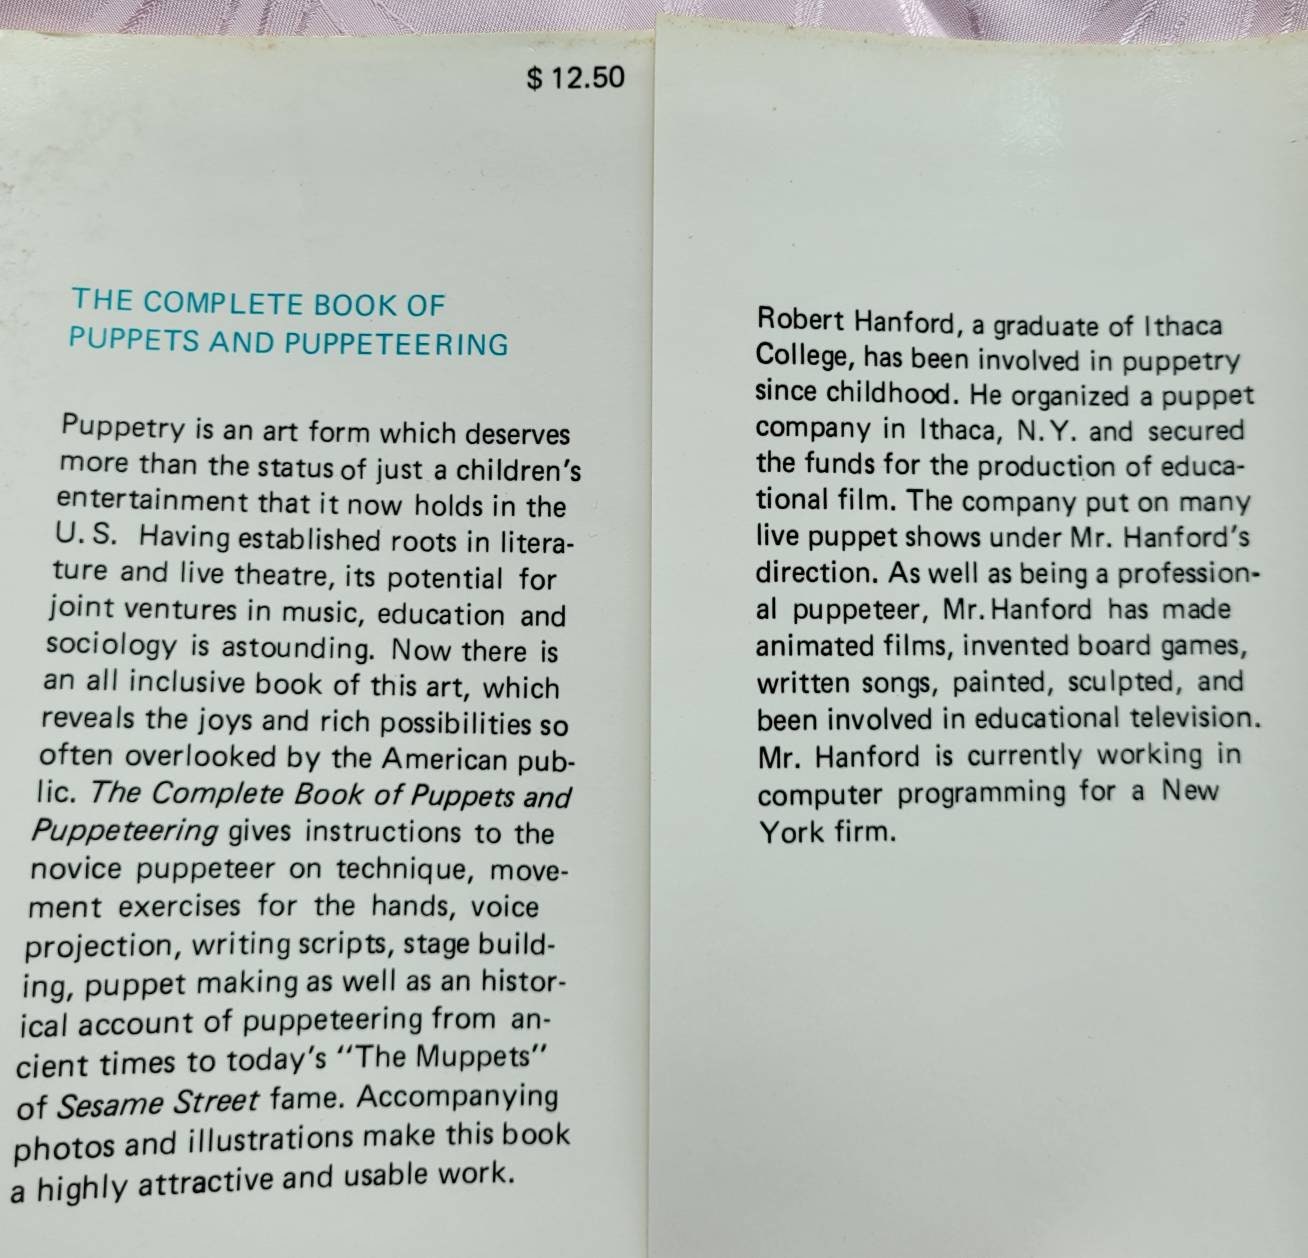 $ 12.50
THE COMPLETE BOOK OF
PUPPETS AND PUPPETEERING
Puppetry is an art form which deserves
more than the status of just a children's
entertainment that it now holds in the
U. S. Having established roots in litera-
ture and live theatre, its potential for
joint ventures in music, education and
sociology is astounding. Now there is
an all inclusive book of this art, which
reveals the joys and rich possibilities so
often overlooked by the American pub-
lic. The Complete Book of Puppets and
Puppeteering gives instructions to the
novice puppeteer on technique, move-
ment exercises for the hands, voice
projection, writing scripts, stage build-
ing, puppet making as well as an histor-
ical account of puppeteering from an-
cient times to today's "The Muppets"
of Sesame Street fame. Accompanying
photos and illustrations make this book
a highly attractive and usable work.
Robert Hanford, a graduate of Ithaca
College, has been involved in puppetry
since childhood. He organized a puppet
company in Ithaca, N.Y. and secured
the funds for the production of educa-
tional film. The company put on many
live puppet shows under Mr. Hanford's
direction. As well as being a profession-
al puppeteer, Mr. Hanford has made
animated films, invented board games,
written songs, painted, sculpted, and
been involved in educational television.
Mr. Hanford is currently working in
computer programming for a New
York firm.